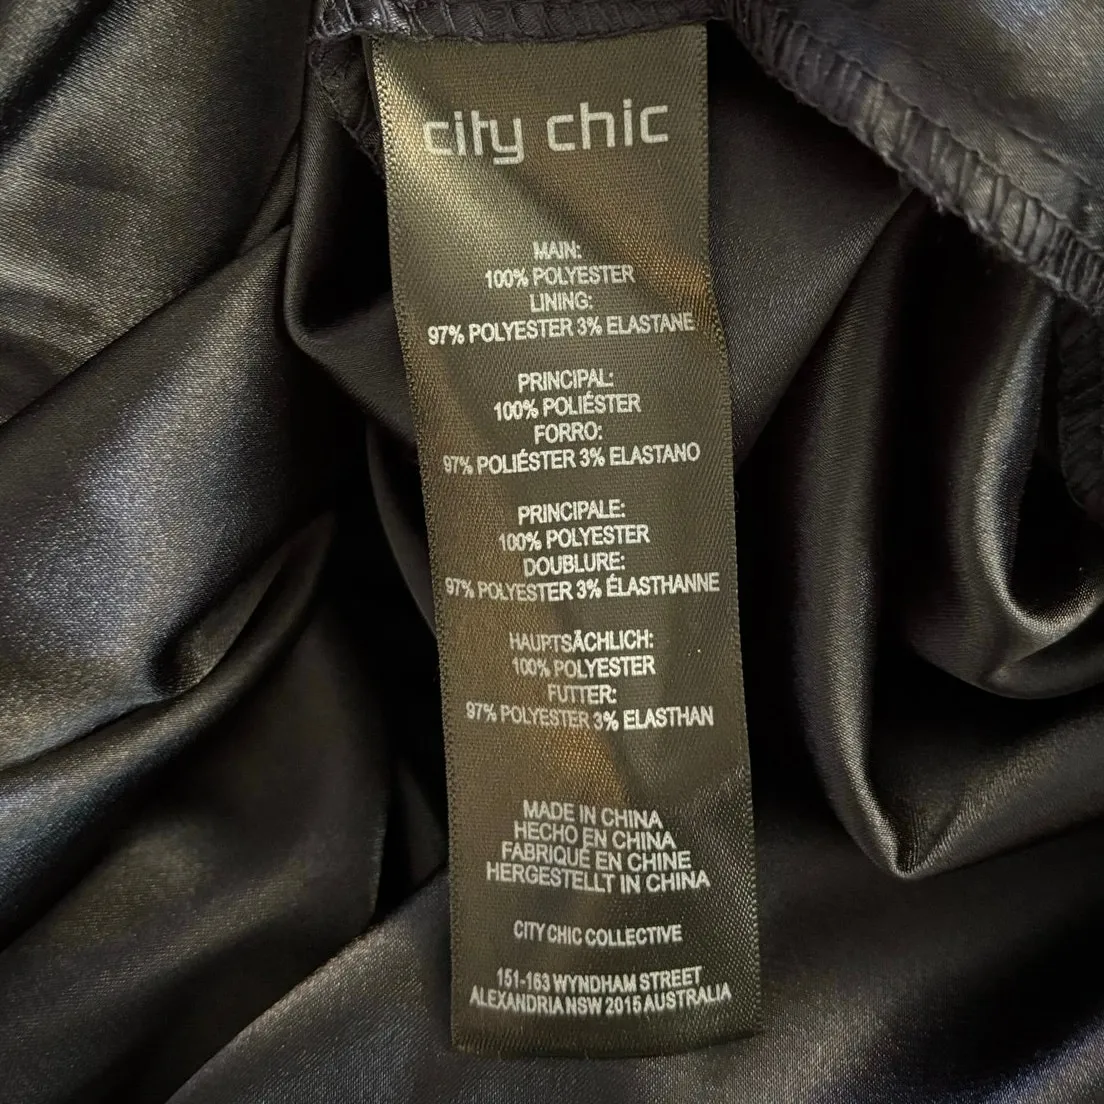 city chic
MAIN:
100% POLYESTER
LINING:
97% POLYESTER 3% ELASTANE
PRINCIPAL:
100% POLIÉSTER
FORRO:
97% POLIÉSTER 3% ELASTANO
PRINCIPALE:
100% POLYESTER
DOUBLURE:
97% POLYESTER 3% ÉLASTHANNE
HAUPTSÄCHLICH:
100% POLYESTER
FUTTER:
97% POLYESTER 3% ELASTHAN
MADE IN CHINA
HECHO EN CHINA
FABRIQUÉ EN CHINE
HERGESTELLT IN CHINA
CITY CHIC COLLECTIVE
151-163 WYNDHAM STREET
ALEXANDRIA NSW 2015 AUSTRALIA